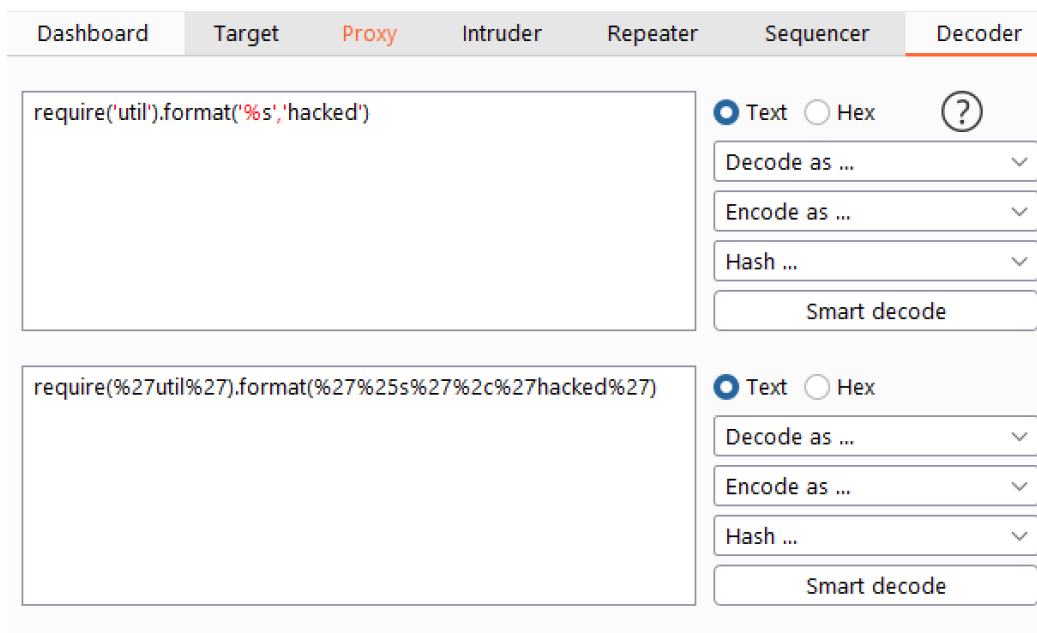 Dashboard Target Proxy Intruder Repeater Sequencer Decoder
require('util').format('%s','hacked')
Text Hex ?
Decode as ...
Encode as ...
Hash ...
Smart decode
require(%27util%27).format(%27%25s%27%2c%27hacked%27)
Text Hex
Decode as ...
Encode as ...
Hash ...
Smart decode